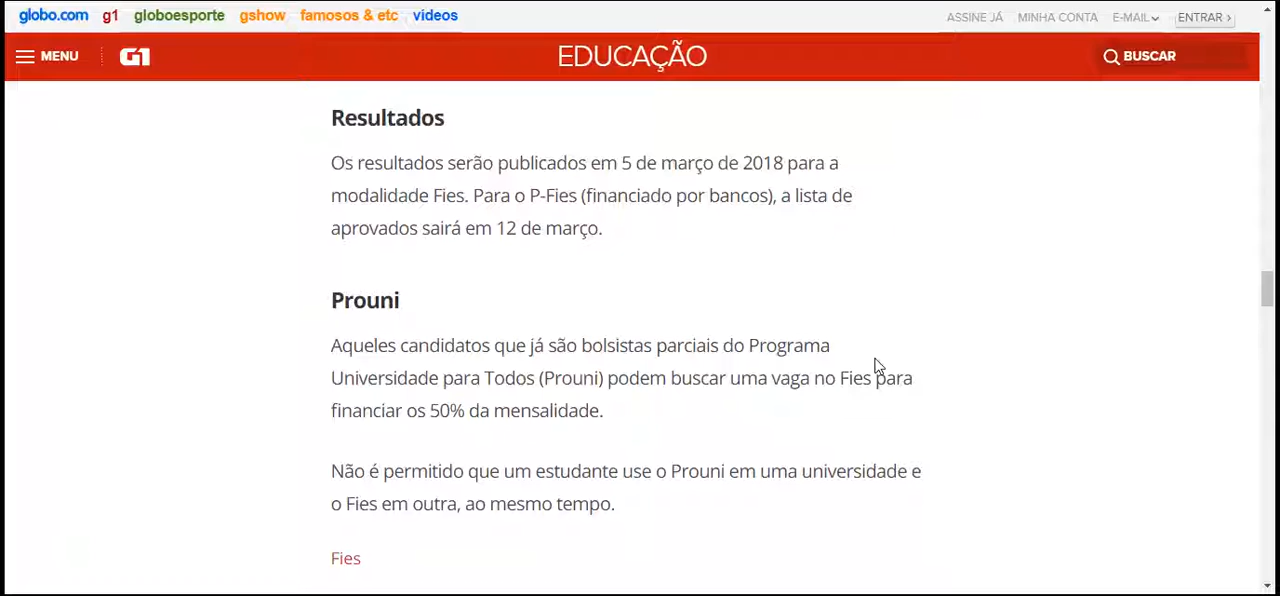 globo.com g1 globoesporte gshow famosos & etc vídeos ASSINE JÁ MINHA CONTA E-MAIL ENTRAR ›
MENU G1 EDUCAÇÃO BUSCAR
Resultados
Os resultados serão publicados em 5 de março de 2018 para a
modalidade Fies. Para o P-Fies (financiado por bancos), a lista de
aprovados sairá em 12 de março.
Prouni
Aqueles candidatos que já são bolsistas parciais do Programa
Universidade para Todos (Prouni) podem buscar uma vaga no Fies para
financiar os 50% da mensalidade.
Não é permitido que um estudante use o Prouni em uma universidade e
o Fies em outra, ao mesmo tempo.
Fies